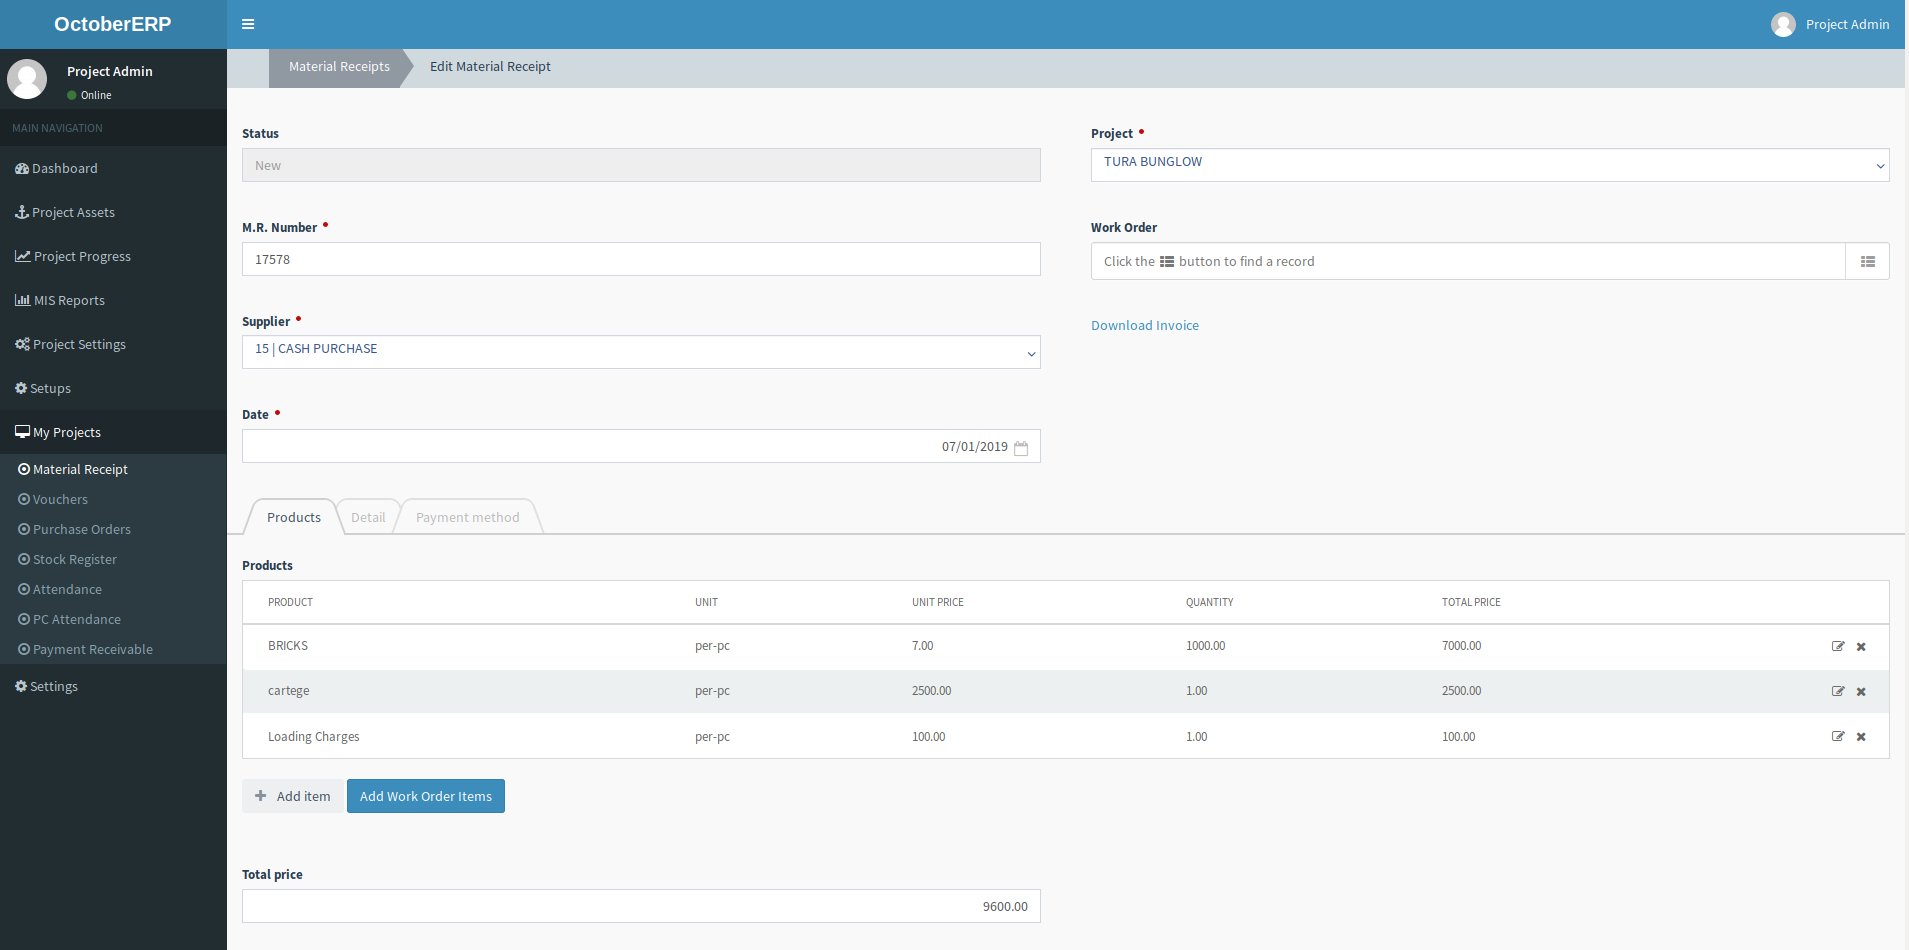 OctoberERP
Project Admin
Project Admin
Online
MAIN NAVIGATION
Dashboard
Project Assets
Project Progress
MIS Reports
Project Settings
Setups
My Projects
Material Receipt
Vouchers
Purchase Orders
Stock Register
Attendance
PC Attendance
Payment Receivable
Settings
Material Receipts Edit Material Receipt
Status
New
Project •
TURA BUNGLOW
M.R. Number •
17578
Work Order
Click the button to find a record
Supplier •
15 | CASH PURCHASE
Download Invoice
Date •
07/01/2019
Products Detail Payment method
Products
PRODUCT UNIT UNIT PRICE QUANTITY TOTAL PRICE
BRICKS per-pc 7.00 1000.00 7000.00
cartege per-pc 2500.00 1.00 2500.00
Loading Charges per-pc 100.00 1.00 100.00
Add item Add Work Order Items
Total price
9600.00